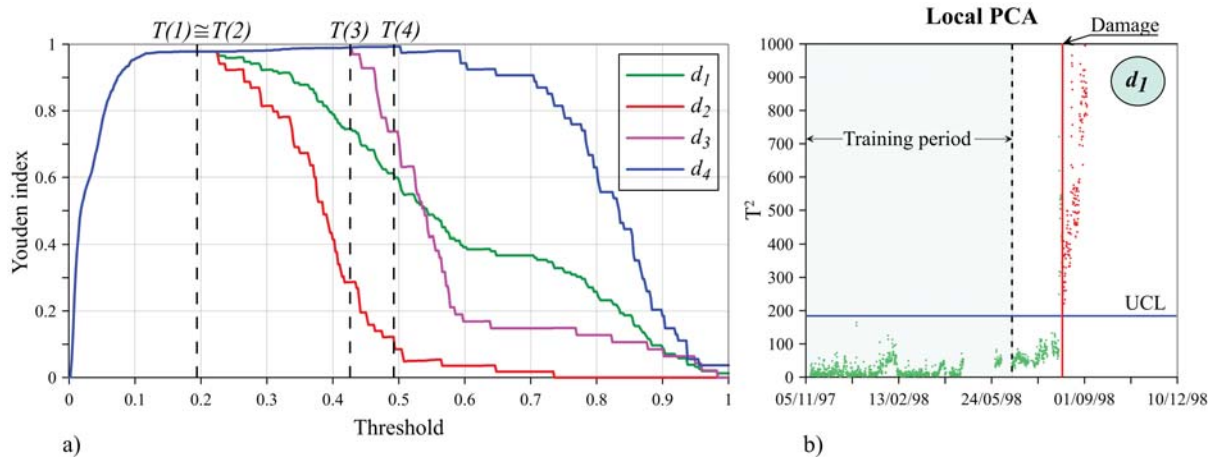 T(1)≅T(2)
T(3)
T(4)
1
0.8
0.6
0.4
0.2
0
Youden index
d1
d2
d3
d4
0
0.1
0.2
0.3
0.4
0.5
0.6
0.7
0.8
0.9
1
Threshold
a)
Local PCA
Damage
1000
900
800
700
600
500
400
300
200
100
0
T²
d1
Training period
UCL
05/11/97
13/02/98
24/05/98
01/09/98
10/12/98
b)